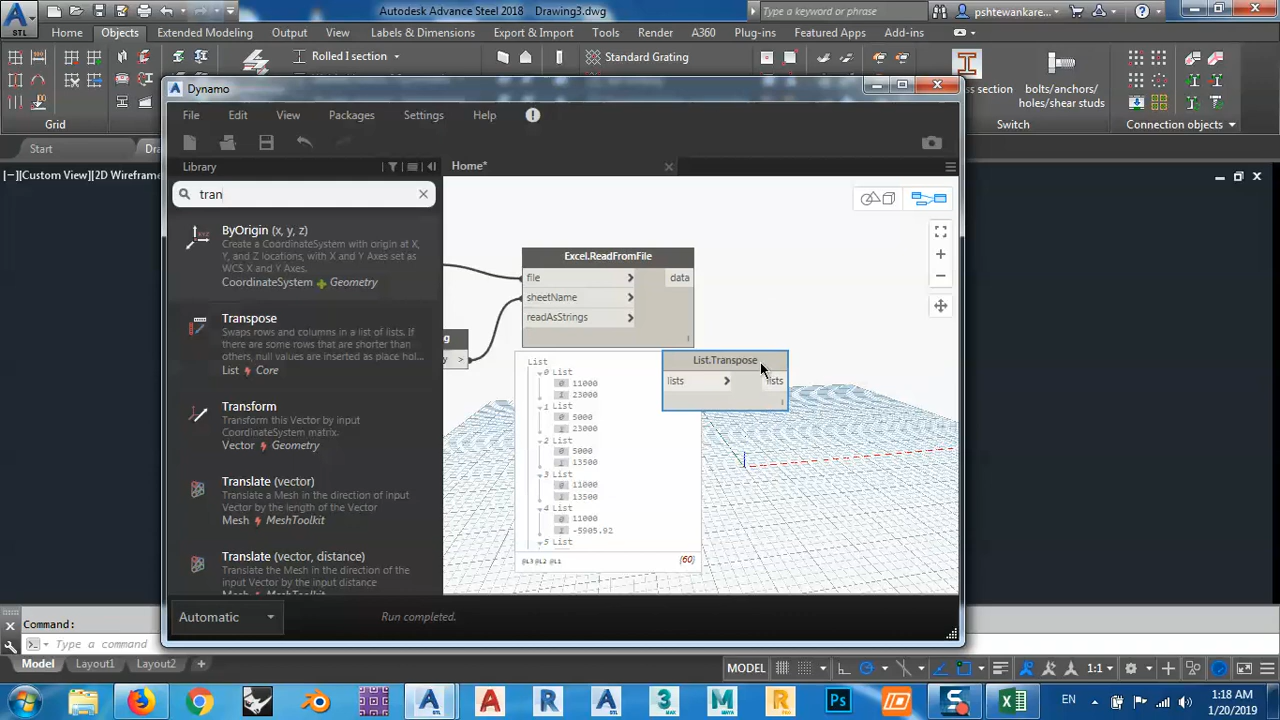 Autodesk Advance Steel 2018 Drawing3.dwg
Type a keyword or phrase
pshtewankare...
STL
Home Objects Extended Modeling Output View Labels & Dimensions Export & Import Tools Render A360 Plug-ins Featured Apps Add-ins
Rolled I section
Standard Grating
section
bolts/anchors/
holes/shear studs
Grid
Switch
Connection objects
Start
[−][Custom View][2D Wireframe
Dynamo
File Edit View Packages Settings Help
Library
Home*
tran
ByOrigin (x, y, z)
Create a CoordinateSystem with origin at X,
Y, and Z locations, with X and Y Axes set as
WCS X and Y Axes.
CoordinateSystem Geometry
Transpose
Swaps rows and columns in a list of lists. If
there are some rows that are shorter than
others, null values are inserted as place hol...
List Core
Transform
Transform this Vector by input
CoordinateSystem matrix.
Vector Geometry
Translate (vector)
Translates a Mesh in the direction of input
Vector by the length of the Vector
Mesh MeshToolkit
Translate (vector, distance)
Translate the Mesh in the direction of the
input Vector by the input distance
Mesh MeshToolkit
Excel.ReadFromFile
file > data
sheetName >
readAsStrings >
List.Transpose
lists > lists
List
0 List
0 11000
1 23000
1 List
0 5000
1 23000
2 List
0 5000
1 13500
3 List
0 11000
1 13500
4 List
0 11000
1 -5905.92
5 List
@L3 @L2 @L1 {60}
Automatic
Run completed.
Command:
Type a command
Model Layout1 Layout2 +
MODEL
1:1
EN
1:18 AM
1/20/2019